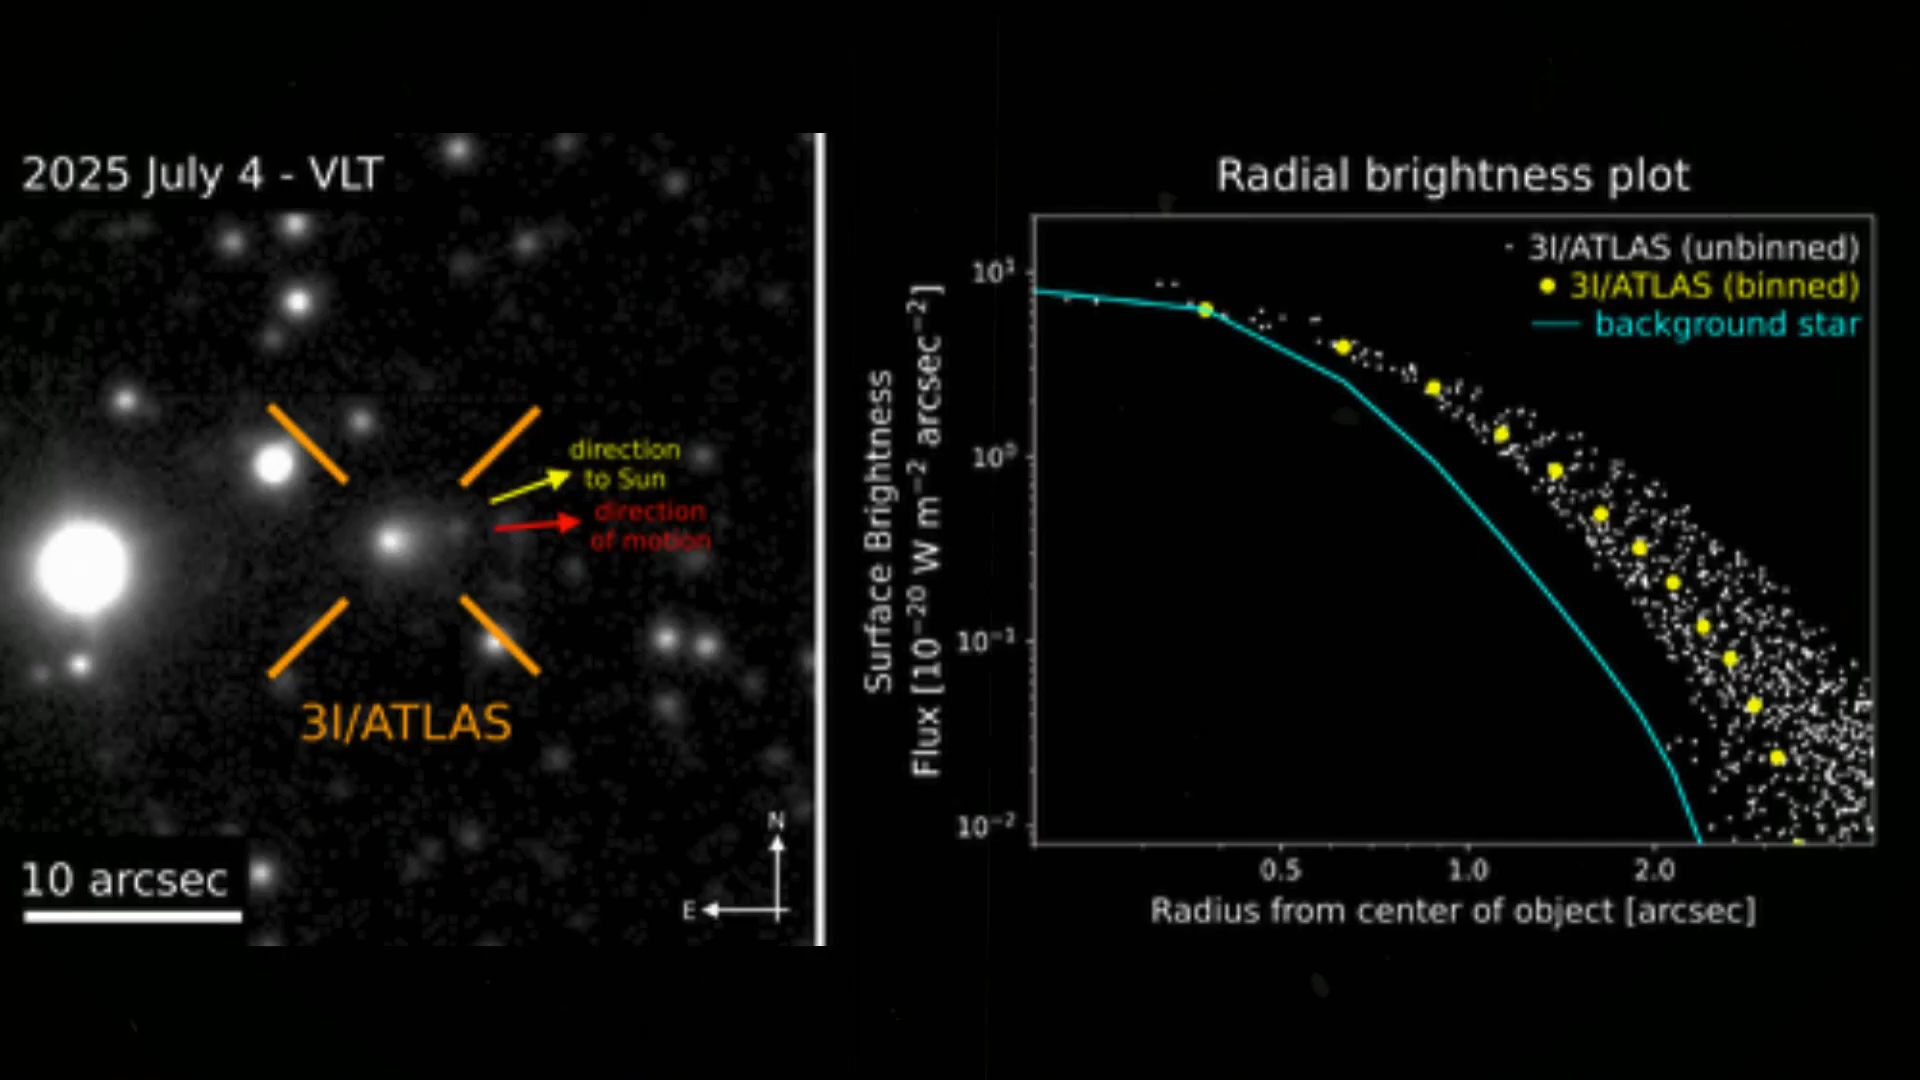 2025 July 4 - VLT
direction
to Sun
direction
of motion
3I/ATLAS
10 arcsec
N
E
Radial brightness plot
3I/ATLAS (unbinned)
3I/ATLAS (binned)
background star
Surface Brightness
Flux [10⁻²⁰ W m⁻² arcsec⁻²]
10¹
10⁰
10⁻¹
10⁻²
0.5 1.0 2.0
Radius from center of object [arcsec]